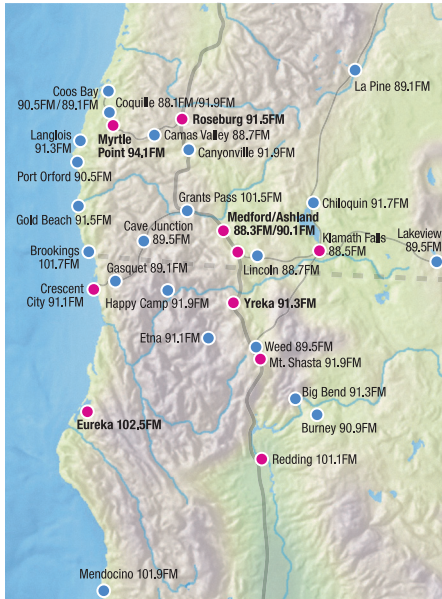 La Pine 89.1FM
Coos Bay
90.5FM/89.1FM
Coquille 88.1FM/91.9FM
Roseburg 91.5FM
Langlois
91.3FM
Myrtle
Point 94.1FM
Camas Valley 88.7FM
Canyonville 91.9FM
Port Orford 90.5FM
Grants Pass 101.5FM
Chiloquin 91.7FM
Gold Beach 91.5FM
Medford/Ashland
88.3FM/90.1FM
Cave Junction
89.5FM
Klamath Falls
88.5FM
Lakeview
89.5FM
Brookings
101.7FM
Lincoln 88.7FM
Gasquet 89.1FM
Crescent
City 91.1FM
Happy Camp 91.9FM
Yreka 91.3FM
Etna 91.1FM
Weed 89.5FM
Mt. Shasta 91.9FM
Big Bend 91.3FM
Burney 90.9FM
Eureka 102.5FM
Redding 101.1FM
Mendocino 101.9FM